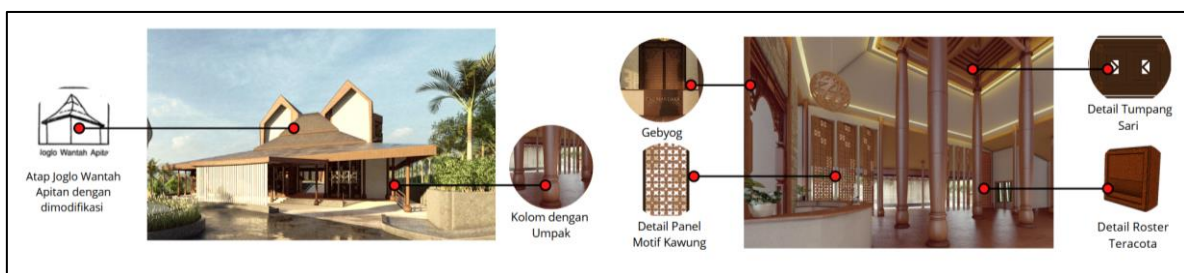 Joglo Wantah Apitan
Atap Joglo Wantah
Apitan dengan
dimodifikasi
Kolom dengan
Umpak
Gebyog
Detail Panel
Motif Kawung
Detail Tumpang
Sari
Detail Roster
Teracota